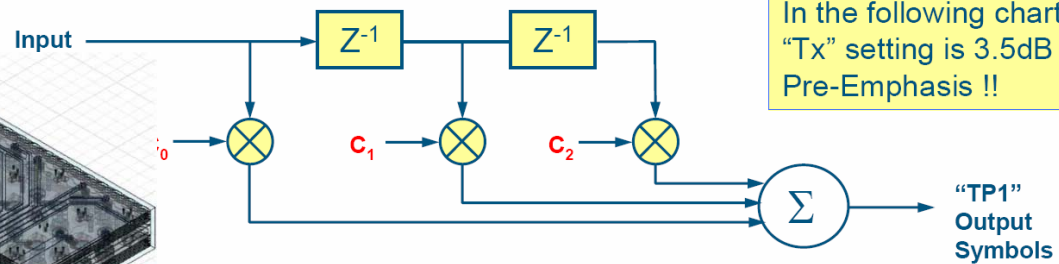 In the following chart
"Tx" setting is 3.5dB
Pre-Emphasis !!
Input
Z-1
Z-1
C1
C2
Σ
"TP1"
Output
Symbols